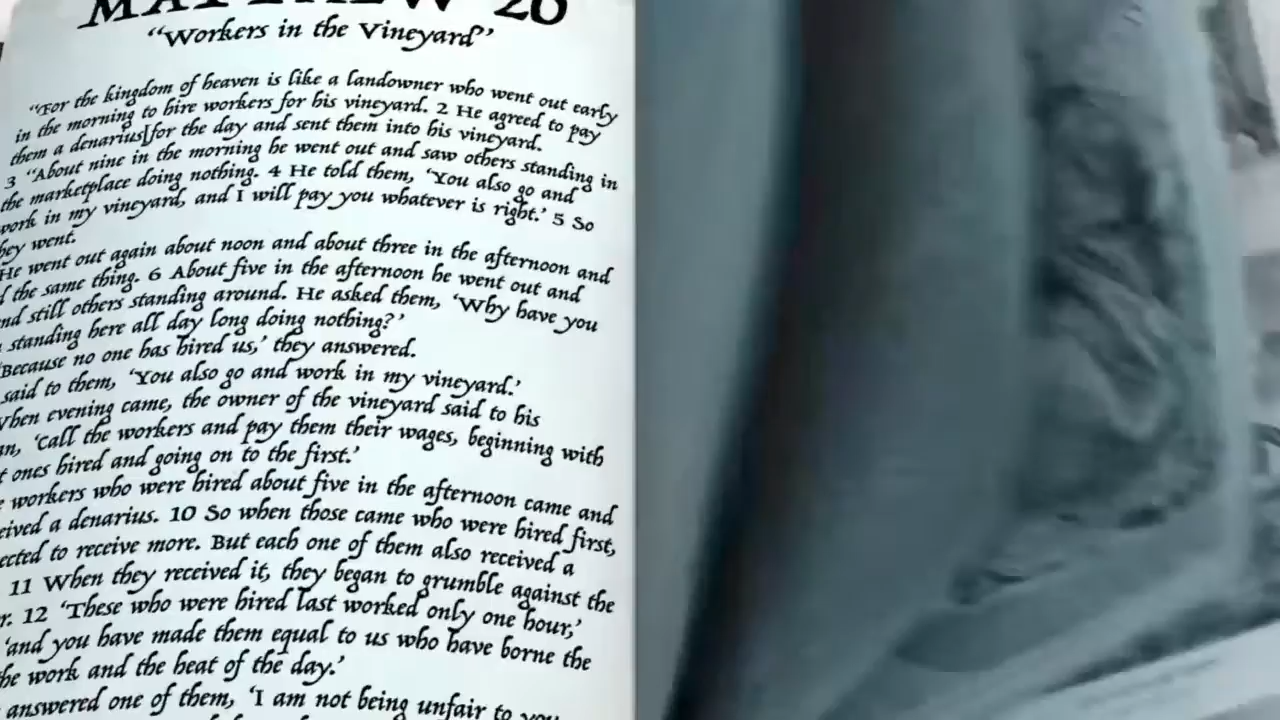 MATTHEW 20
“Workers in the Vineyard”
“For the kingdom of heaven is like a landowner who went out early
in the morning to hire workers for his vineyard. 2 He agreed to pay
them a denarius[for the day and sent them into his vineyard.
3 “About nine in the morning he went out and saw others standing in
the marketplace doing nothing. 4 He told them, ‘You also go and
work in my vineyard, and I will pay you whatever is right.’ 5 So
they went.
“He went out again about noon and about three in the afternoon and
the same thing. 6 About five in the afternoon he went out and
still others standing around. He asked them, ‘Why have you
standing here all day long doing nothing?’
‘Because no one has hired us,’ they answered.
said to them, ‘You also go and work in my vineyard.’
When evening came, the owner of the vineyard said to his
‘Call the workers and pay them their wages, beginning with
ones hired and going on to the first.’
workers who were hired about five in the afternoon came and
a denarius. 10 So when those came who were hired first,
to receive more. But each one of them also received a
11 When they received it, they began to grumble against the
12 ‘These who were hired last worked only one hour,’
‘and you have made them equal to us who have borne the
the work and the heat of the day.’
answered one of them, ‘I am not being unfair to you